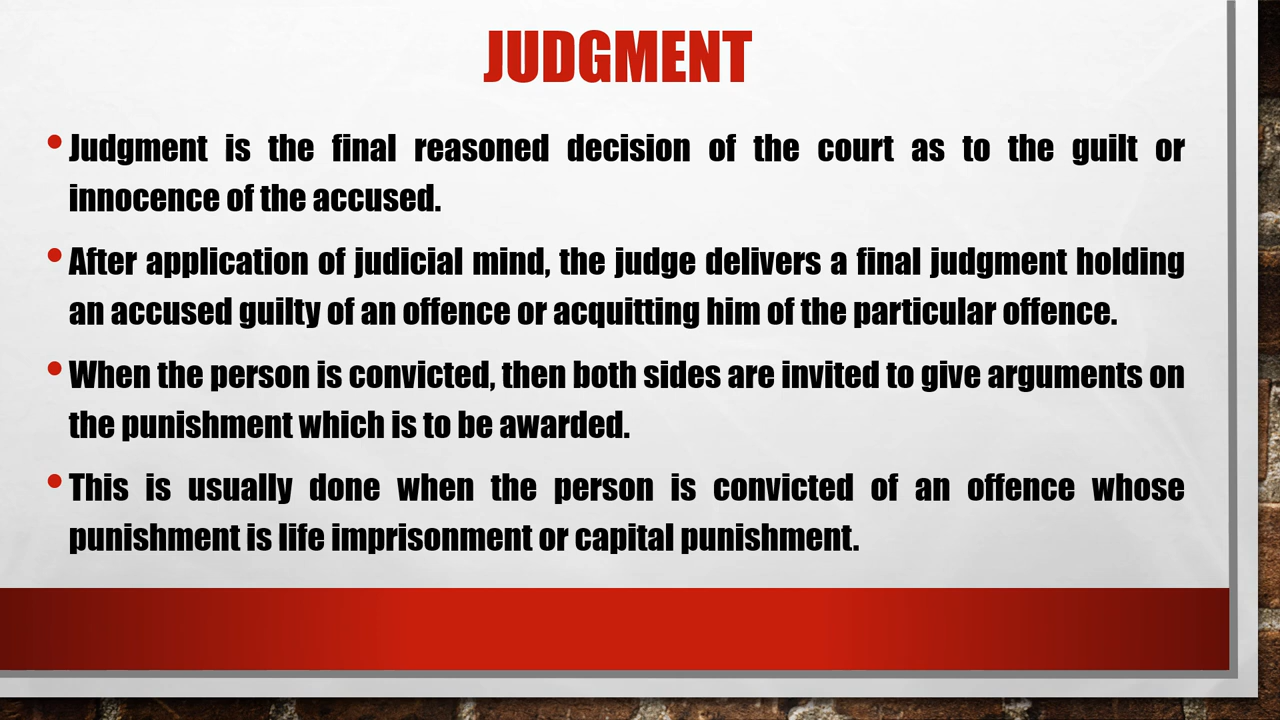 JUDGMENT
• Judgment is the final reasoned decision of the court as to the guilt or
innocence of the accused.
• After application of judicial mind, the judge delivers a final judgment holding
an accused guilty of an offence or acquitting him of the particular offence.
• When the person is convicted, then both sides are invited to give arguments on
the punishment which is to be awarded.
• This is usually done when the person is convicted of an offence whose
punishment is life imprisonment or capital punishment.